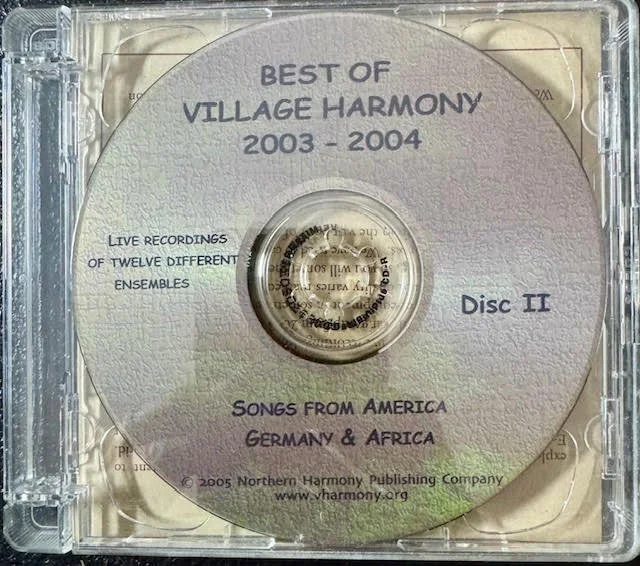 BEST OF
VILLAGE HARMONY
2003 – 2004
LIVE RECORDINGS
OF TWELVE DIFFERENT
ENSEMBLES
Disc II
SONGS FROM AMERICA
GERMANY & AFRICA
© 2005 Northern Harmony Publishing Company
www.vharmony.org